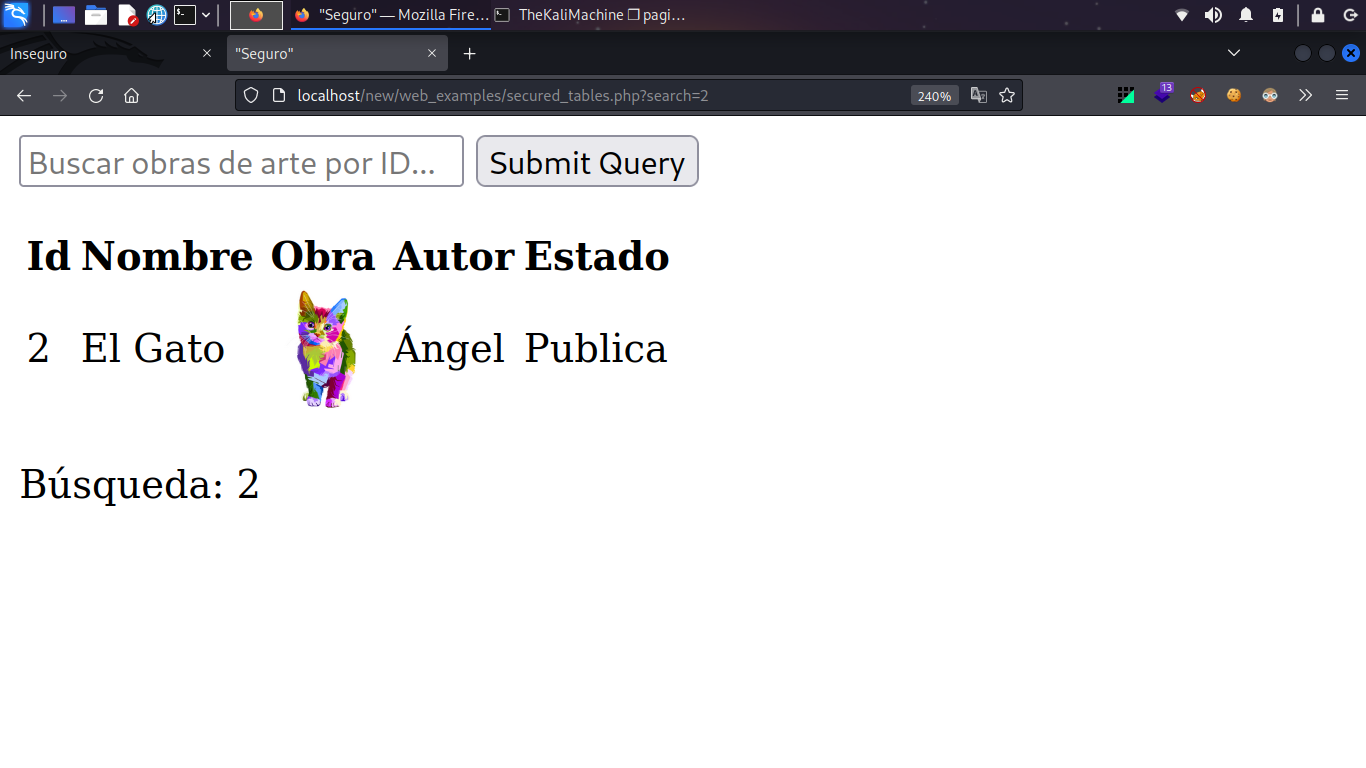 "Seguro" — Mozilla Fire... TheKaliMachine ❐ pagi...
Inseguro "Seguro"
localhost/new/web_examples/secured_tables.php?search=2 240% 13
Buscar obras de arte por ID... Submit Query
Id Nombre Obra Autor Estado
2 El Gato Ángel Publica
Búsqueda: 2